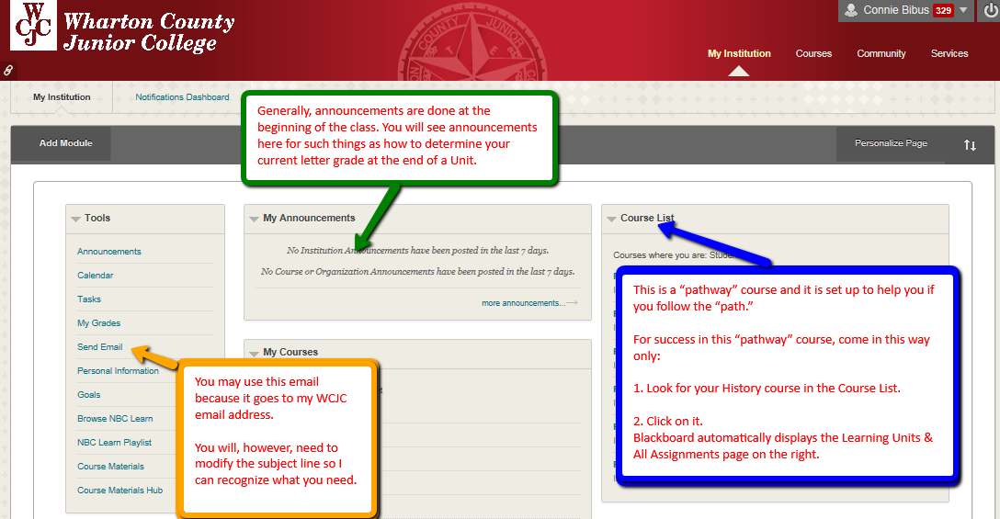 W
CJ
C
Wharton County
Junior College
COUNTY JUNIOR COLLEGE
Connie Bibus 329
My Institution Courses Community Services
My Institution Notifications Dashboard
Add Module
Personalize Page
Generally, announcements are done at the
beginning of the class. You will see announcements
here for such things as how to determine your
current letter grade at the end of a Unit.
Tools
Announcements
Calendar
Tasks
My Grades
Send Email
Personal Information
Goals
Browse NBC Learn
NBC Learn Playlist
Course Materials
Course Materials Hub
You may use this email
because it goes to my WCJC
email address.
You will, however, need to
modify the subject line so I
can recognize what you need.
My Announcements
No Institution Announcements have been posted in the last 7 days.
No Course or Organization Announcements have been posted in the last 7 days.
more announcements...
My Courses
Course List
Courses where you are:
This is a “pathway” course and it is set up to help you if
you follow the “path.”
For success in this “pathway” course, come in this way
only:
1. Look for your History course in the Course List.
2. Click on it.
Blackboard automatically displays the Learning Units &
All Assignments page on the right.